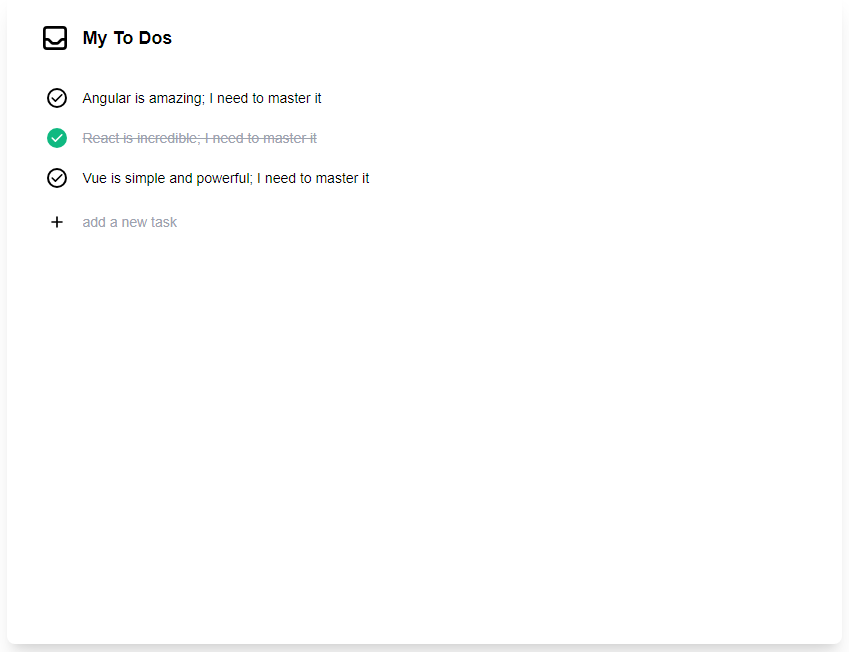 My To Dos
Angular is amazing; I need to master it
React is incredible; I need to master it
Vue is simple and powerful; I need to master it
add a new task